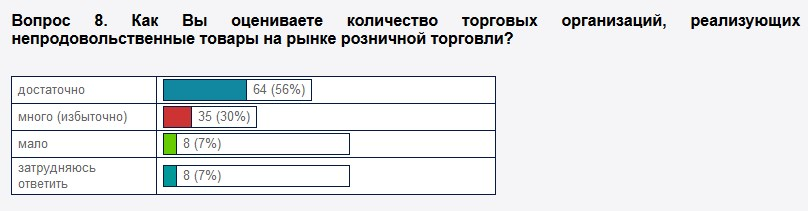 Вопрос 8. Как Вы оцениваете количество торговых организаций, реализующих
непродовольственные товары на рынке розничной торговли?
достаточно 64 (56%)
много (избыточно) 35 (30%)
мало 8 (7%)
затрудняюсь
ответить 8 (7%)